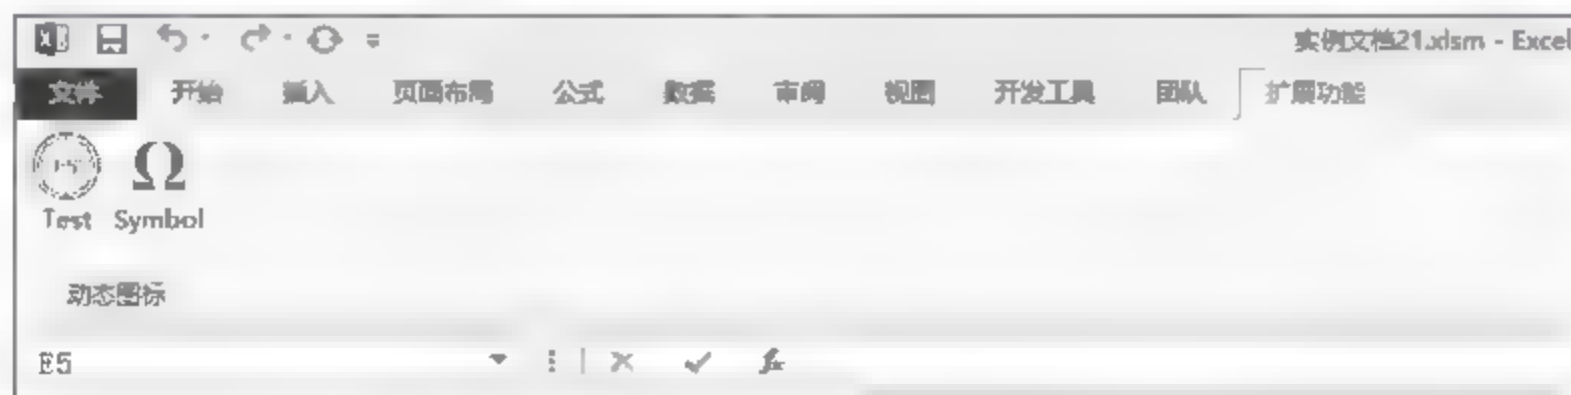 实例文档21.xlsm - Excel
文件 开始 插入 页面布局 公式 数据 审阅 视图 开发工具 团队 扩展功能
Test Symbol
动态图标
E5 fx